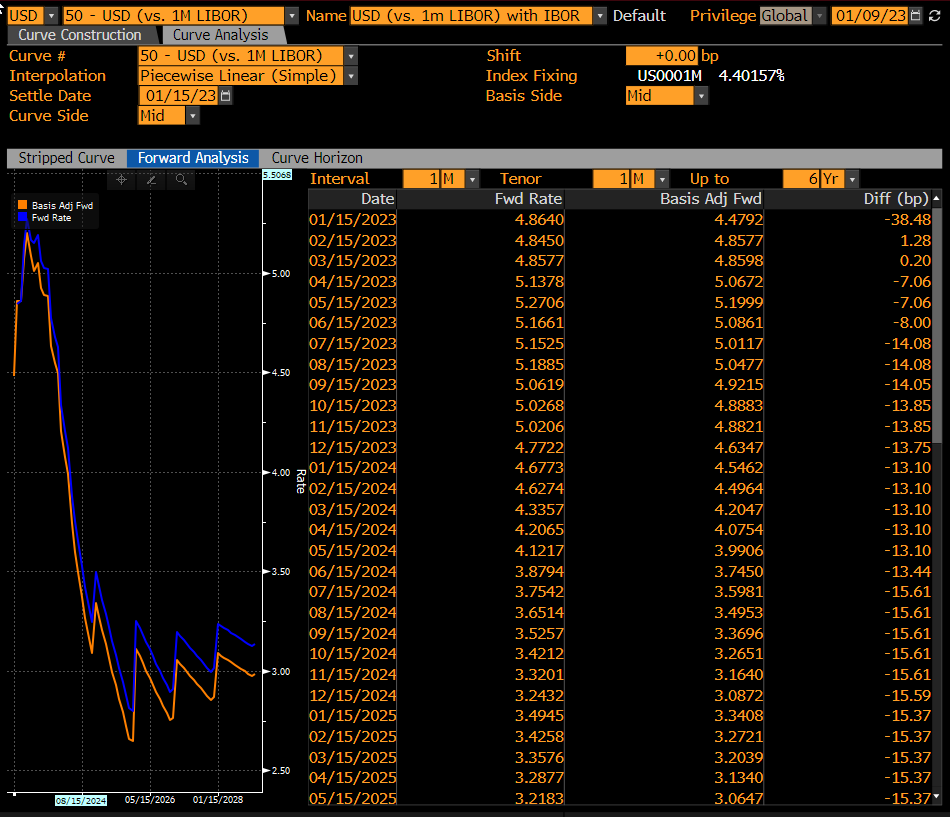 USD 50 - USD (vs. 1M LIBOR) Name USD (vs. 1m LIBOR) with IBOR Default Privilege Global 01/09/23
Curve Construction Curve Analysis
Curve # 50 - USD (vs. 1M LIBOR) Shift +0.00 bp
Interpolation Piecewise Linear (Simple) Index Fixing US0001M 4.40157%
Settle Date 01/15/23 Basis Side Mid
Curve Side Mid
Stripped Curve Forward Analysis Curve Horizon
5.5068 Interval 1 M Tenor 1 M Up to 6 Yr
Date Fwd Rate Basis Adj Fwd Diff (bp)
Basis Adj Fwd
Fwd Rate
5.00
4.50
4.00
3.50
3.00
2.50
Rate
08/15/2024 05/15/2026 01/15/2028
01/15/2023 4.8640 4.4792 -38.48
02/15/2023 4.8450 4.8577 1.28
03/15/2023 4.8577 4.8598 0.20
04/15/2023 5.1378 5.0672 -7.06
05/15/2023 5.2706 5.1999 -7.06
06/15/2023 5.1661 5.0861 -8.00
07/15/2023 5.1525 5.0117 -14.08
08/15/2023 5.1885 5.0477 -14.08
09/15/2023 5.0619 4.9215 -14.05
10/15/2023 5.0268 4.8883 -13.85
11/15/2023 5.0206 4.8821 -13.85
12/15/2023 4.7722 4.6347 -13.75
01/15/2024 4.6773 4.5462 -13.10
02/15/2024 4.6274 4.4964 -13.10
03/15/2024 4.3357 4.2047 -13.10
04/15/2024 4.2065 4.0754 -13.10
05/15/2024 4.1217 3.9906 -13.10
06/15/2024 3.8794 3.7450 -13.44
07/15/2024 3.7542 3.5981 -15.61
08/15/2024 3.6514 3.4953 -15.61
09/15/2024 3.5257 3.3696 -15.61
10/15/2024 3.4212 3.2651 -15.61
11/15/2024 3.3201 3.1640 -15.61
12/15/2024 3.2432 3.0872 -15.59
01/15/2025 3.4945 3.3408 -15.37
02/15/2025 3.4258 3.2721 -15.37
03/15/2025 3.3576 3.2039 -15.37
04/15/2025 3.2877 3.1340 -15.37
05/15/2025 3.2183 3.0647 -15.37